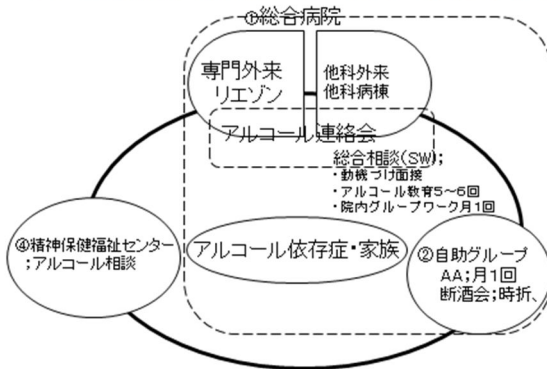 ①総合病院
専門外来
リエゾン
他科外来
他科病棟
アルコール連絡会
総合相談(SW);
・動機づけ面接
・アルコール教育5～6回
・院内グループワーク月1回
④精神保健福祉センター
;アルコール相談
アルコール依存症・家族
②自助グループ
AA;月1回
断酒会;時折、